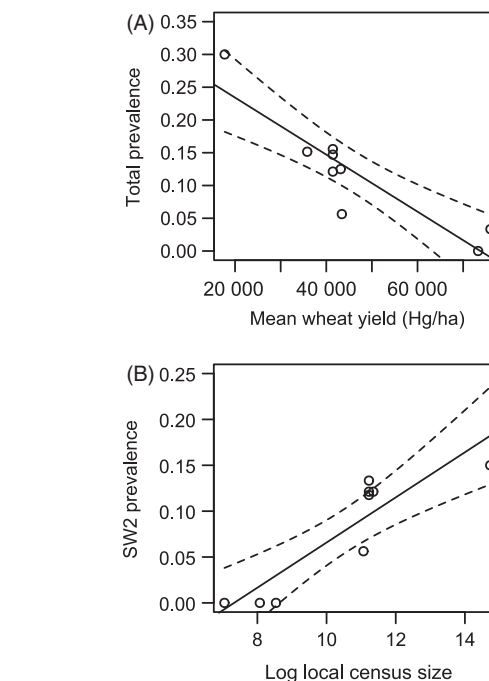 (A)
0.35
0.30
0.25
0.20
0.15
0.10
0.05
0.00
Total prevalence
20 000 40 000 60 000
Mean wheat yield (Hg/ha)
(B)
0.25
0.20
0.15
0.10
0.05
0.00
SW2 prevalence
8 10 12 14
Log local census size